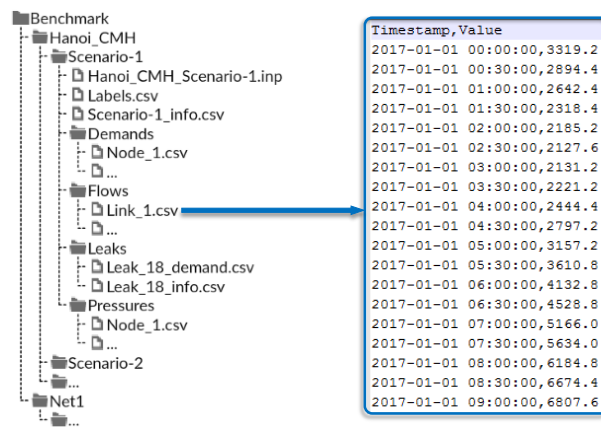 Benchmark
Hanoi_CMH
Scenario-1
Hanoi_CMH_Scenario-1.inp
Labels.csv
Scenario-1_info.csv
Demands
Node_1.csv
...
Flows
Link_1.csv
...
Leaks
Leak_18_demand.csv
Leak_18_info.csv
Pressures
Node_1.csv
...
Scenario-2
...
Net1
...
Timestamp,Value
2017-01-01 00:00:00,3319.2
2017-01-01 00:30:00,2894.4
2017-01-01 01:00:00,2642.4
2017-01-01 01:30:00,2318.4
2017-01-01 02:00:00,2185.2
2017-01-01 02:30:00,2127.6
2017-01-01 03:00:00,2131.2
2017-01-01 03:30:00,2221.2
2017-01-01 04:00:00,2444.4
2017-01-01 04:30:00,2797.2
2017-01-01 05:00:00,3157.2
2017-01-01 05:30:00,3610.8
2017-01-01 06:00:00,4132.8
2017-01-01 06:30:00,4528.8
2017-01-01 07:00:00,5166.0
2017-01-01 07:30:00,5634.0
2017-01-01 08:00:00,6184.8
2017-01-01 08:30:00,6674.4
2017-01-01 09:00:00,6807.6